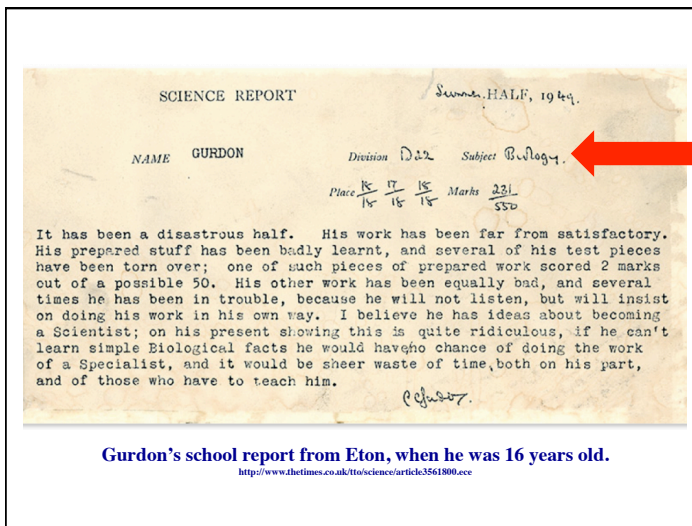 SCIENCE REPORT
Summer HALF, 1949.
NAME GURDON Division D22 Subject Biology.
Place 18/18 17/18 18/18 Marks 231/550
It has been a disastrous half. His work has been far from satisfactory.
His prepared stuff has been badly learnt, and several of his test pieces
have been torn over; one of such pieces of prepared work scored 2 marks
out of a possible 50. His other work has been equally bad, and several
times he has been in trouble, because he will not listen, but will insist
on doing his work in his own way. I believe he has ideas about becoming
a Scientist; on his present showing this is quite ridiculous, if he can't
learn simple Biological facts he would have no chance of doing the work
of a Specialist, and it would be sheer waste of time, both on his part,
and of those who have to teach him.
Gurdon's school report from Eton, when he was 16 years old.
http://www.thetimes.co.uk/tto/science/article3561800.ece